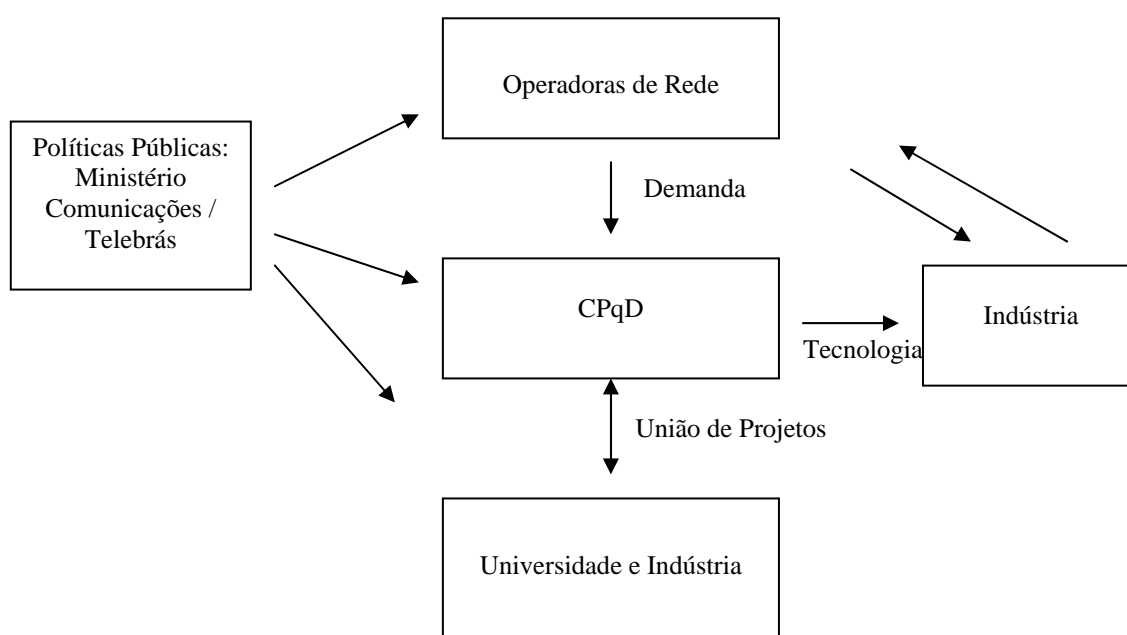 Operadoras de Rede
Políticas Públicas:
Ministério
Comunicações /
Telebrás
Demanda
CPqD
Indústria
Tecnologia
União de Projetos
Universidade e Indústria